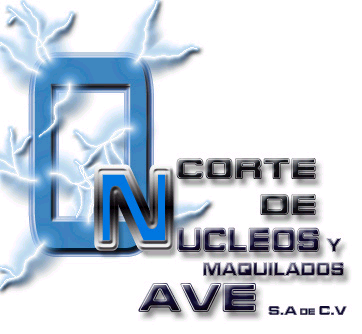 CORTE
DE
NUCLEOS Y
MAQUILADOS
AVE S.A DE C.V